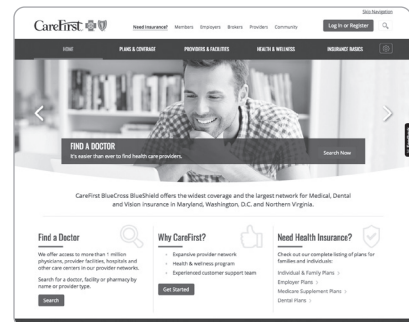 Skip Navigation
CareFirst
Need Insurance? Members Employers Brokers Providers Community
Log In or Register
HOME PLANS & COVERAGE PROVIDERS & FACILITIES HEALTH & WELLNESS INSURANCE BASICS
FIND A DOCTOR
It's easier than ever to find health care providers.
Search Now
CareFirst BlueCross BlueShield offers the widest coverage and the largest network for Medical, Dental
and Vision insurance in Maryland, Washington, D.C. and Northern Virginia.
Find a Doctor
We offer access to more than 1 million
physicians, provider facilities, hospitals and
other care centers in our provider networks.
Search for a doctor, facility or pharmacy by
name or provider type.
Search
Why CareFirst?
Expansive provider network
Health & wellness program
Experienced customer support team
Get Started
Need Health Insurance?
Check out our complete listing of plans for
families and individuals:
Individual & Family Plans >
Employer Plans >
Medicare Supplement Plans >
Dental Plans >